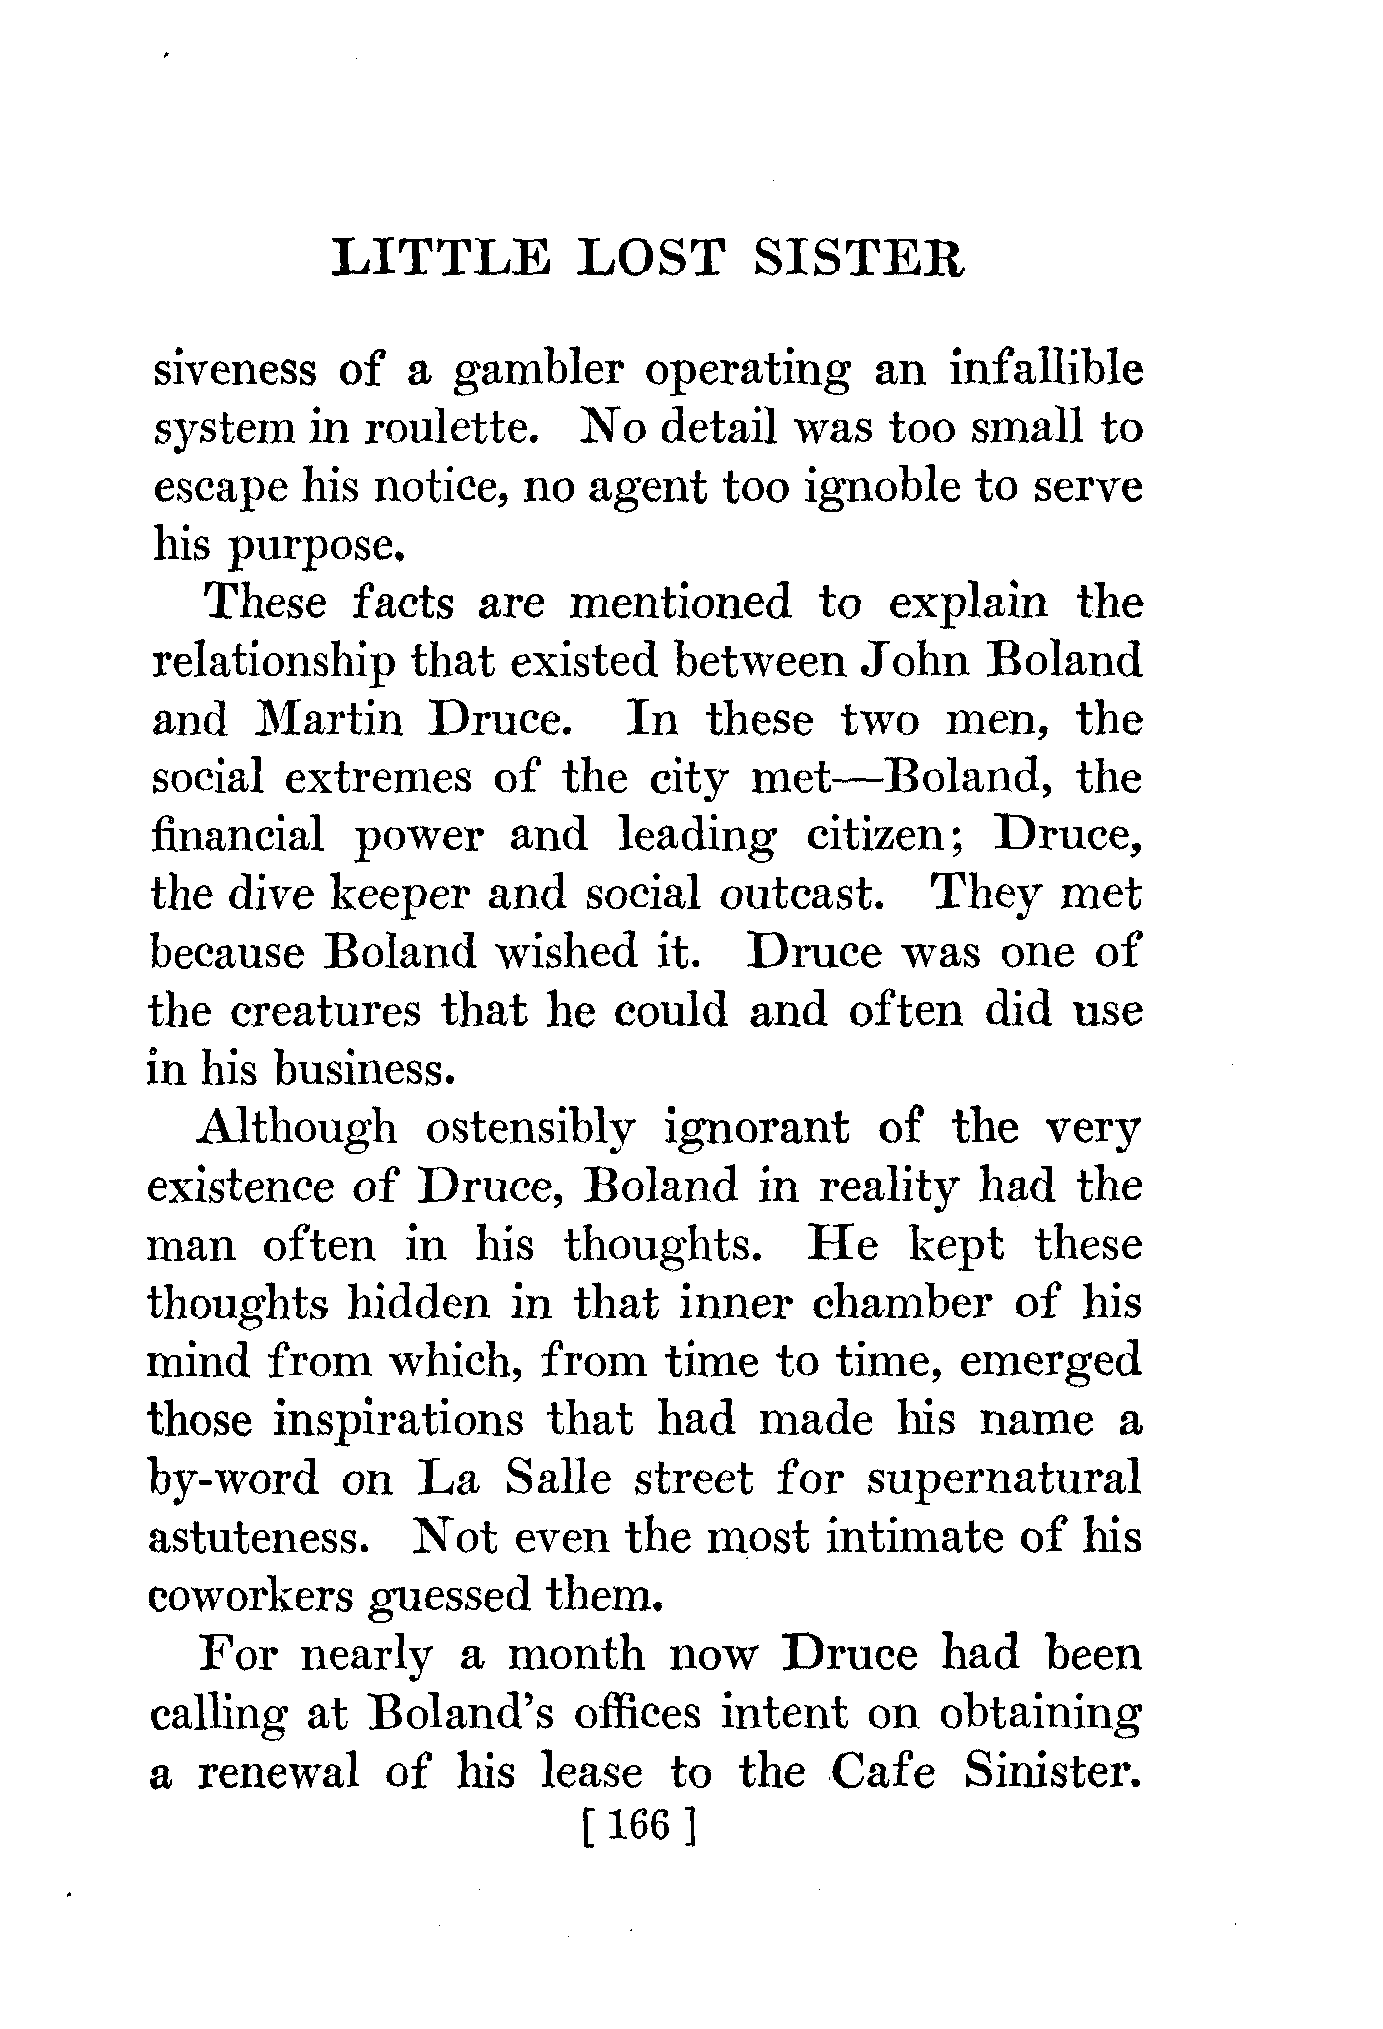 LITTLE LOST SISTER
siveness of a gambler operating an infallible
system in roulette. No detail was too small to
escape his notice, no agent too ignoble to serve
his purpose.
These facts are mentioned to explain the
relationship that existed between John Boland
and Martin Druce. In these two men, the
social extremes of the city met—Boland, the
financial power and leading citizen; Druce,
the dive keeper and social outcast. They met
because Boland wished it. Druce was one of
the creatures that he could and often did use
in his business.
Although ostensibly ignorant of the very
existence of Druce, Boland in reality had the
man often in his thoughts. He kept these
thoughts hidden in that inner chamber of his
mind from which, from time to time, emerged
those inspirations that had made his name a
by-word on La Salle street for supernatural
astuteness. Not even the most intimate of his
coworkers guessed them.
For nearly a month now Druce had been
calling at Boland's offices intent on obtaining
a renewal of his lease to the Cafe Sinister.
[ 166 ]